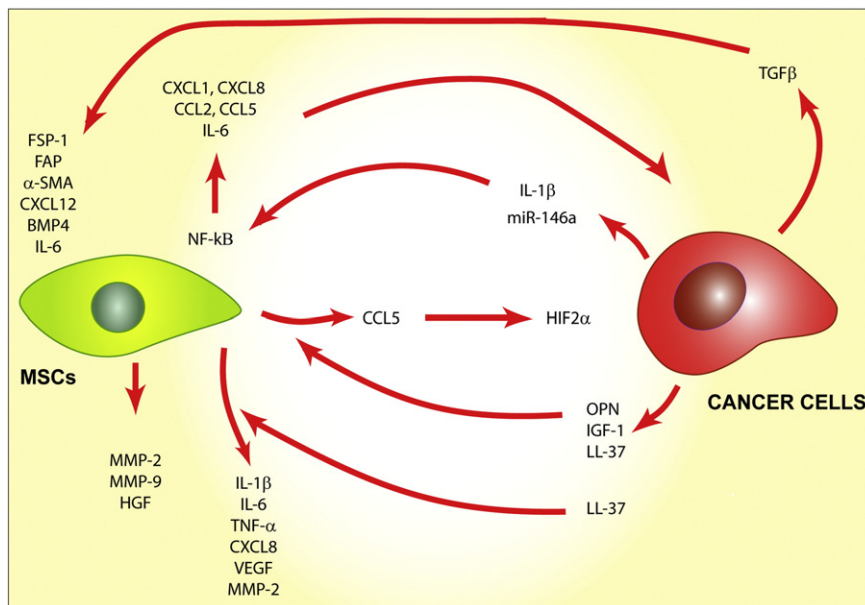 TGFβ
CXCL1, CXCL8
CCL2, CCL5
IL-6
FSP-1
FAP
α-SMA
CXCL12
BMP4
IL-6
IL-1β
miR-146a
NF-kB
CCL5
HIF2α
MSCs
CANCER CELLS
OPN
IGF-1
LL-37
MMP-2
MMP-9
HGF
IL-1β
IL-6
TNF-α
CXCL8
VEGF
MMP-2
LL-37